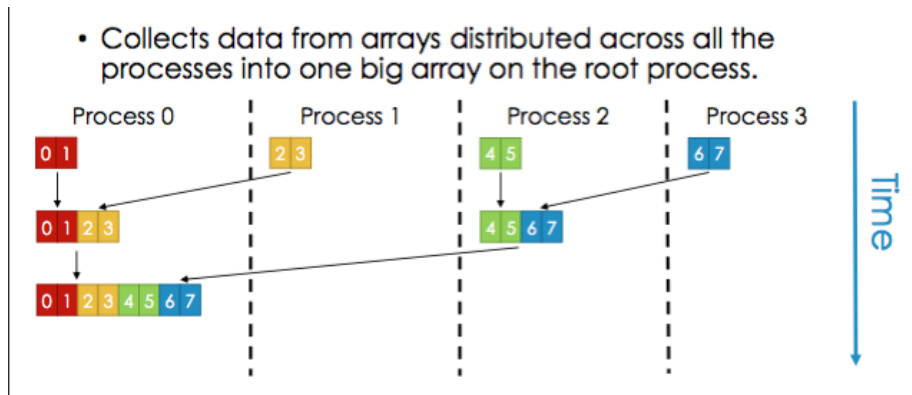 • Collects data from arrays distributed across all the
processes into one big array on the root process.
Process 0 Process 1 Process 2 Process 3
0 1 2 3 4 5 6 7
0 1 2 3 4 5 6 7
0 1 2 3 4 5 6 7
Time